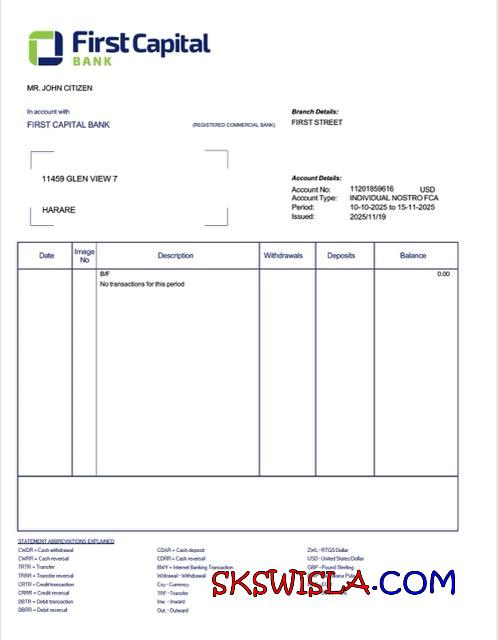 First Capital
BANK
MR. JOHN CITIZEN
In account with
FIRST CAPITAL BANK
(REGISTERED COMMERCIAL BANK)
Branch Details:
FIRST STREET
11459 GLEN VIEW 7
HARARE
Account Details:
Account No: 11201859616 USD
Account Type: INDIVIDUAL NOSTRO FCA
Period: 10-10-2025 to 15-11-2025
Issued: 2025/11/19
Date Image No Description Withdrawals Deposits Balance
B/F 0.00
No transactions for this period
STATEMENT ABBREVIATIONS EXPLAINED
CWDR = Cash withdrawal
CWRR = Cash reversal
TRTR = Transfer
TRRR = Transfer reversal
CRTR = Credit transaction
CRRR = Credit reversal
DBTR = Debit transaction
DBRR = Debit reversal
CDAR = Cash deposit
CDRR = Cash reversal
= Internet Banking Transaction
Withdrawal - Withdrawal
Ccy - Currency
TRF - Transfer
Inw. - Inward
Out. - Outward
ZWL - RTGS Dollar
USD - United States Dollar
GBP - Pound Sterling
SKSWISLA.COM